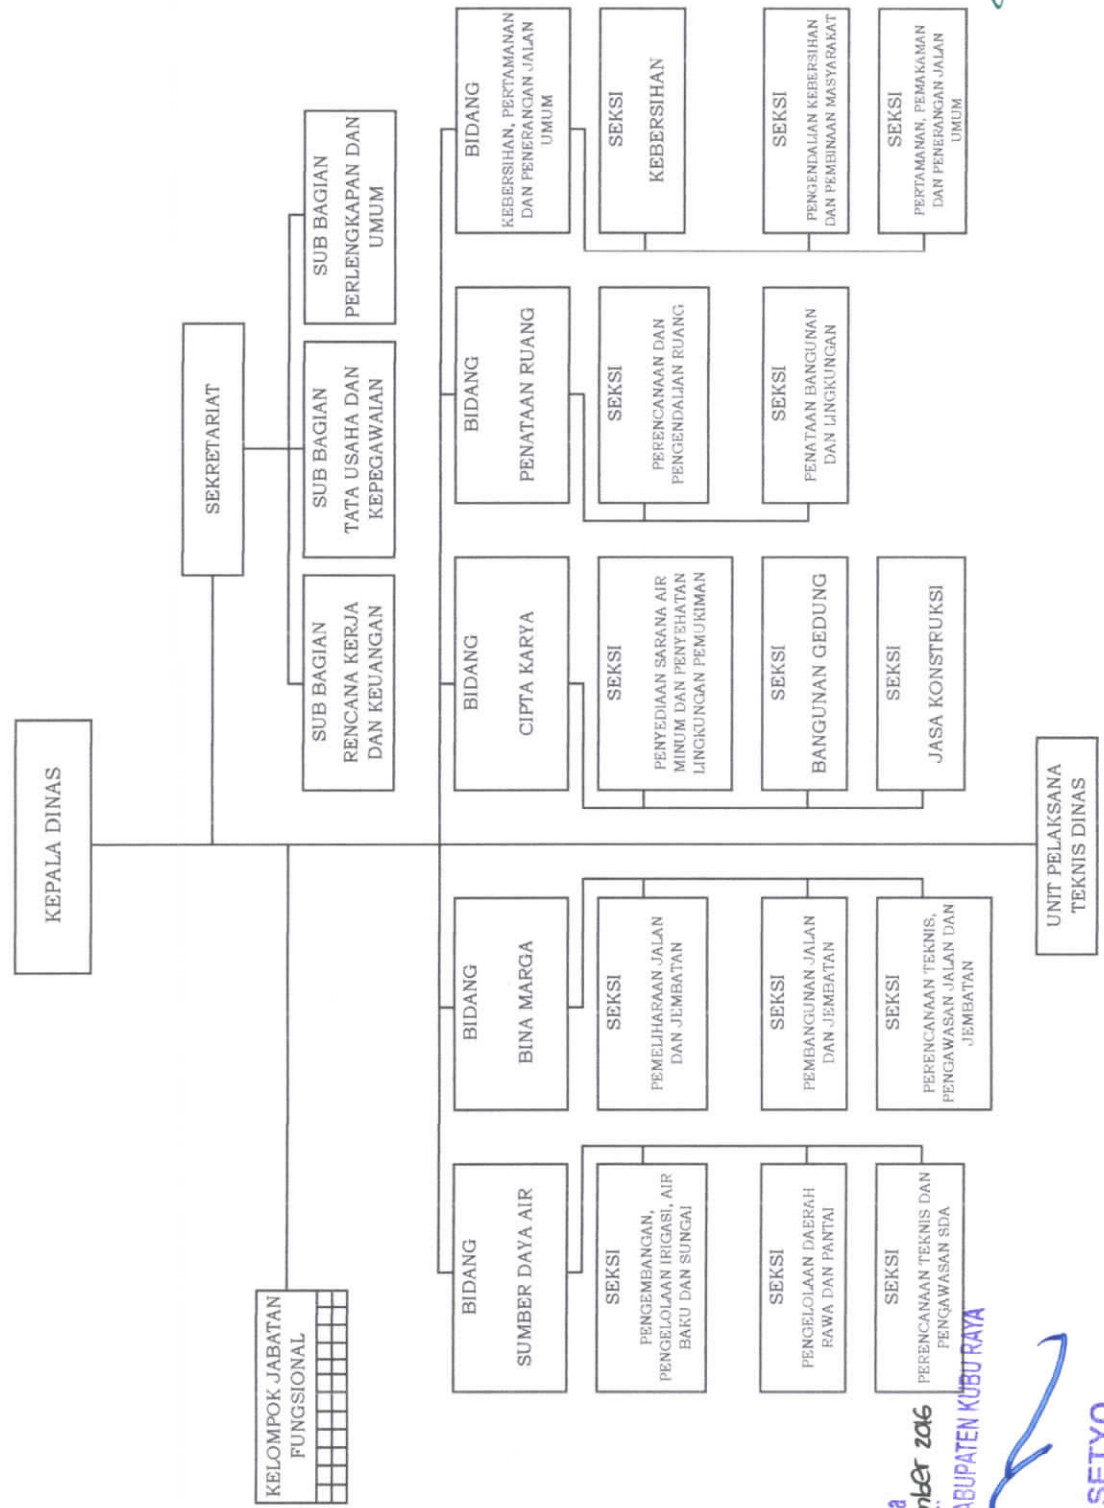 KEPALA DINAS
SEKRETARIAT
KELOMPOK JABATAN
FUNGSIONAL
SUB BAGIAN
RENCANA KERJA
DAN KEUANGAN
SUB BAGIAN
TATA USAHA DAN
KEPEGAWAIAN
SUB BAGIAN
PERLENGKAPAN DAN
UMUM
BIDANG
SUMBER DAYA AIR
SEKSI
PENGEMBANGAN,
PENGELOLAAN IRIGASI, AIR
BAKU DAN SUNGAI
SEKSI
PENGELOLAAN DAERAH
RAWA DAN PANTAI
SEKSI
PERENCANAAN TEKNIS DAN
PENGAWASAN SDA
BIDANG
BINA MARGA
SEKSI
PEMELIHARAAN JALAN
DAN JEMBATAN
SEKSI
PEMBANGUNAN JALAN
DAN JEMBATAN
SEKSI
PERENCANAAN TEKNIS,
PENGAWASAN JALAN DAN
JEMBATAN
BIDANG
CIPTA KARYA
SEKSI
PENYEDIAAN SARANA AIR
MINUM DAN PENYEHATAN
LINGKUNGAN PEMUKIMAN
SEKSI
BANGUNAN GEDUNG
SEKSI
JASA KONSTRUKSI
BIDANG
PENATAAN RUANG
SEKSI
PERENCANAAN DAN
PENGENDALIAN RUANG
SEKSI
PENATAAN BANGUNAN
DAN LINGKUNGAN
BIDANG
KEBERSIHAN, PERTAMANAN
DAN PENERANGAN JALAN
UMUM
SEKSI
KEBERSIHAN
SEKSI
PENGENDALIAN KEBERSIHAN
DAN PEMBINAAN MASYARAKAT
SEKSI
PERTAMANAN, PEMAKAMAN
DAN PENERANGAN JALAN
UMUM
UNIT PELAKSANA
TEKNIS DINAS
a
mber 2016
ABUPATEN KUBU RAYA
SETYO